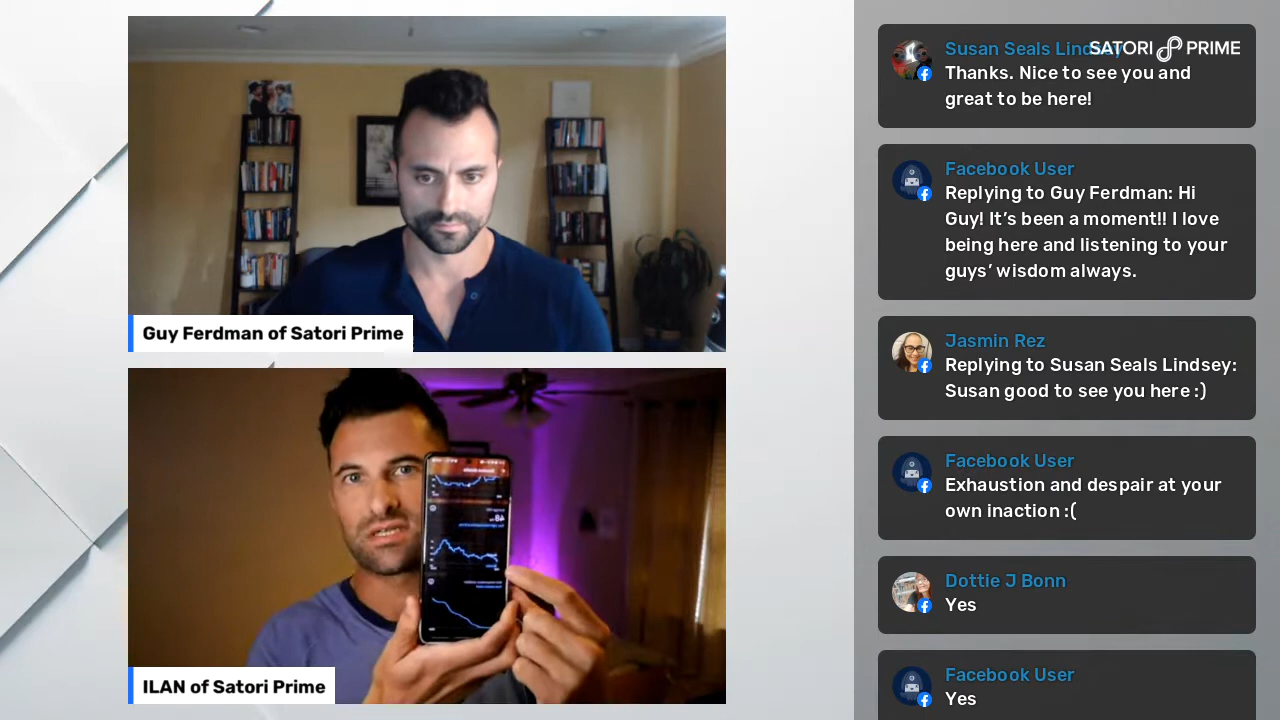 Guy Ferdman of Satori Prime
ILAN of Satori Prime
48
SATORI PRIME
Susan Seals Lindsey
Thanks. Nice to see you and
great to be here!
Facebook User
Replying to Guy Ferdman: Hi
Guy! It’s been a moment!! I love
being here and listening to your
guys’ wisdom always.
Jasmin Rez
Replying to Susan Seals Lindsey:
Susan good to see you here :)
Facebook User
Exhaustion and despair at your
own inaction :(
Dottie J Bonn
Yes
Facebook User
Yes